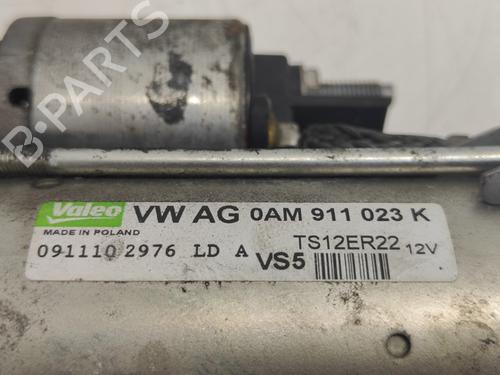 Valeo VW AG 0AM 911 023 K
MADE IN POLAND
TS12ER22 12V
091110 2976 LD A
VS5
B-PARTS